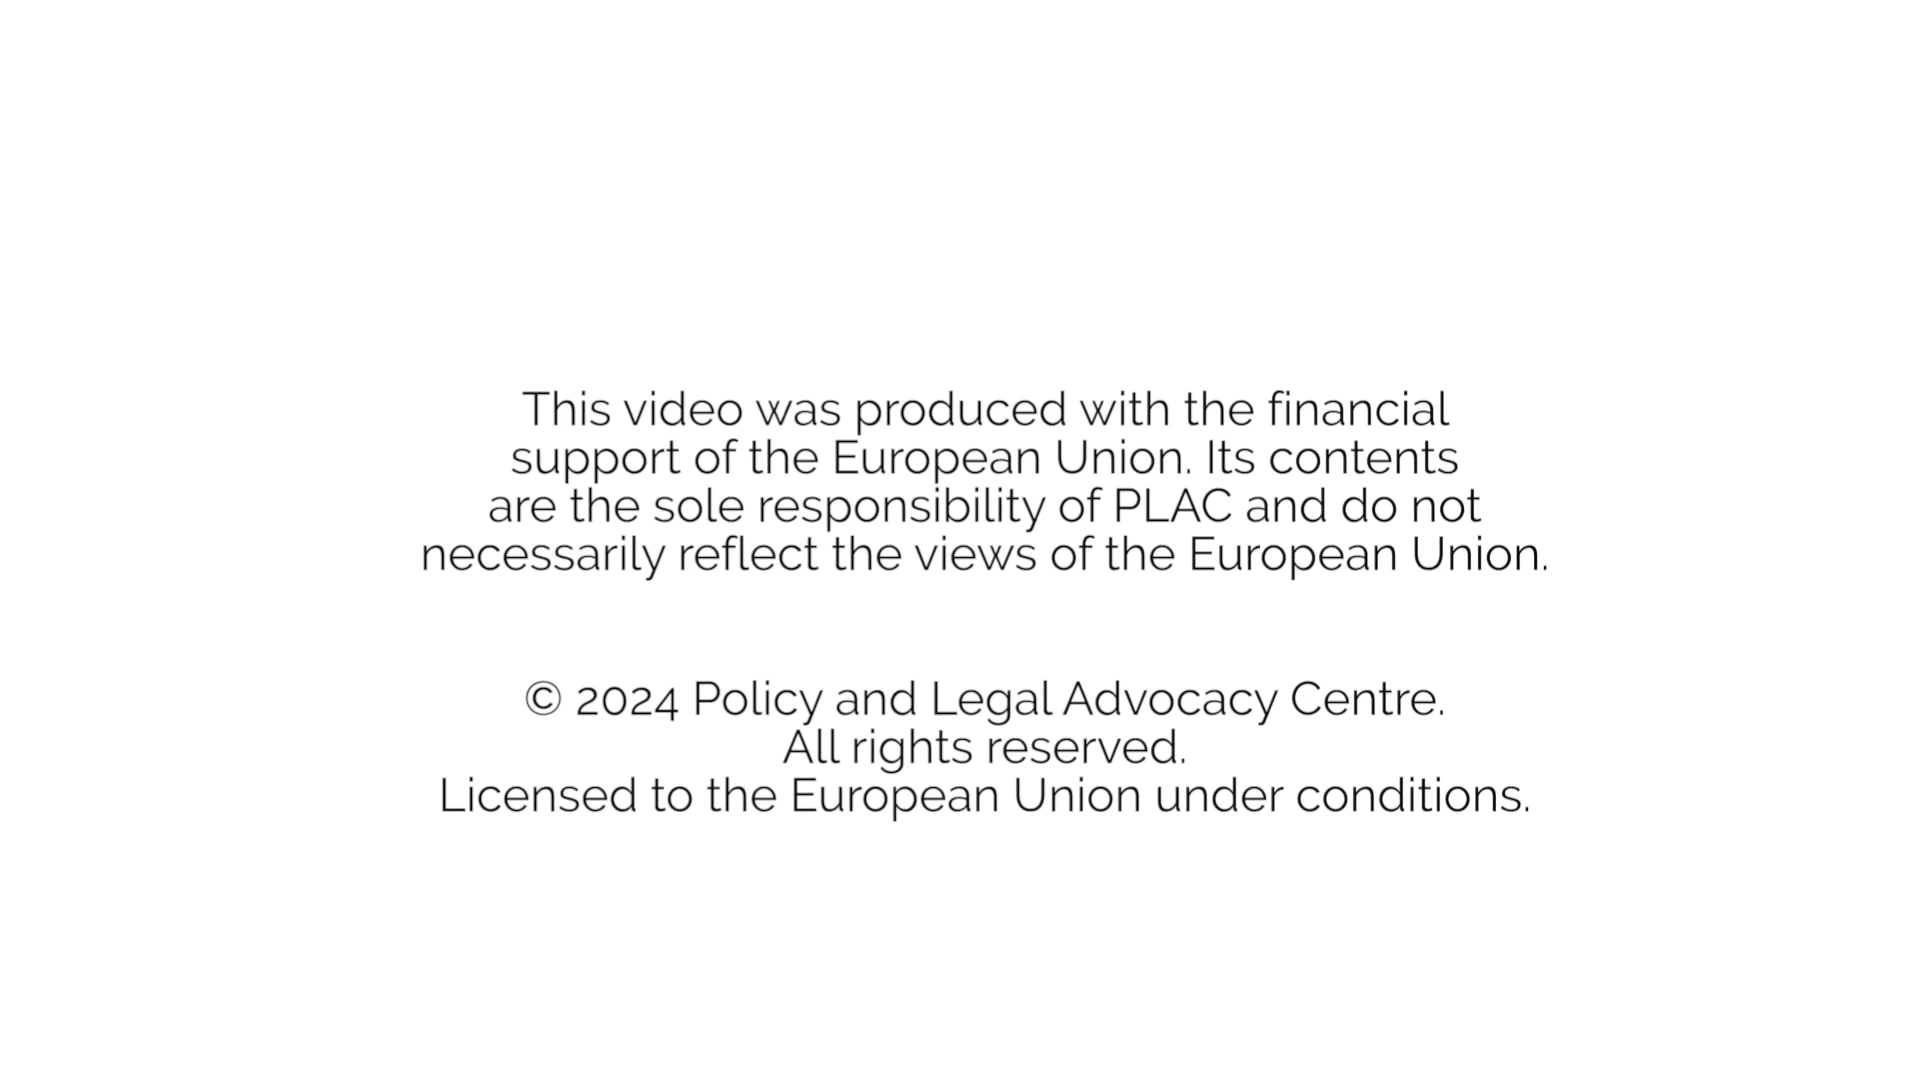 This video was produced with the financial
support of the European Union. Its contents
are the sole responsibility of PLAC and do not
necessarily reflect the views of the European Union.
© 2024 Policy and Legal Advocacy Centre.
All rights reserved.
Licensed to the European Union under conditions.